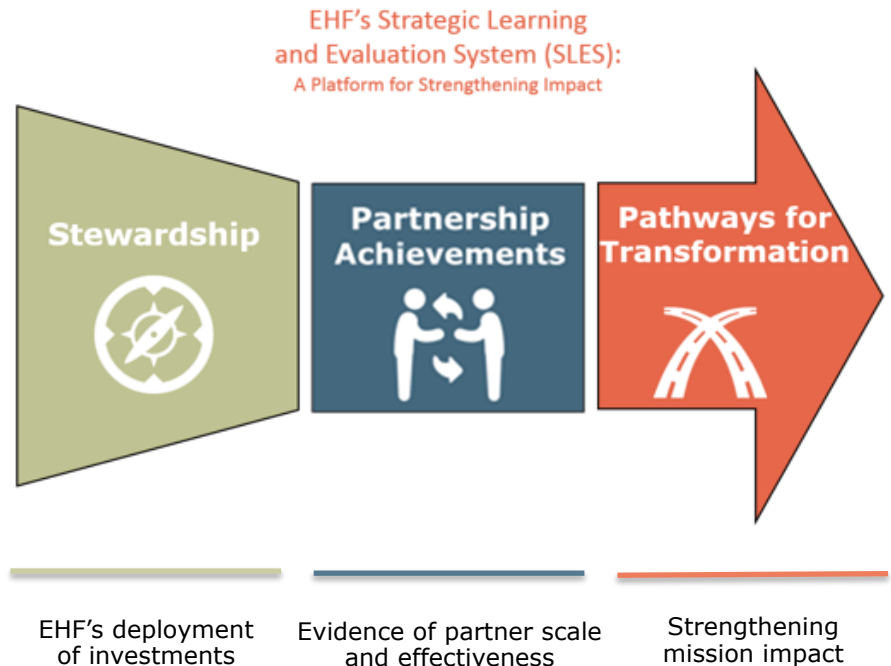 EHF's Strategic Learning
and Evaluation System (SLES):
A Platform for Strengthening Impact
Stewardship
Partnership
Achievements
Pathways for
Transformation
EHF's deployment
of investments
Evidence of partner scale
and effectiveness
Strengthening
mission impact